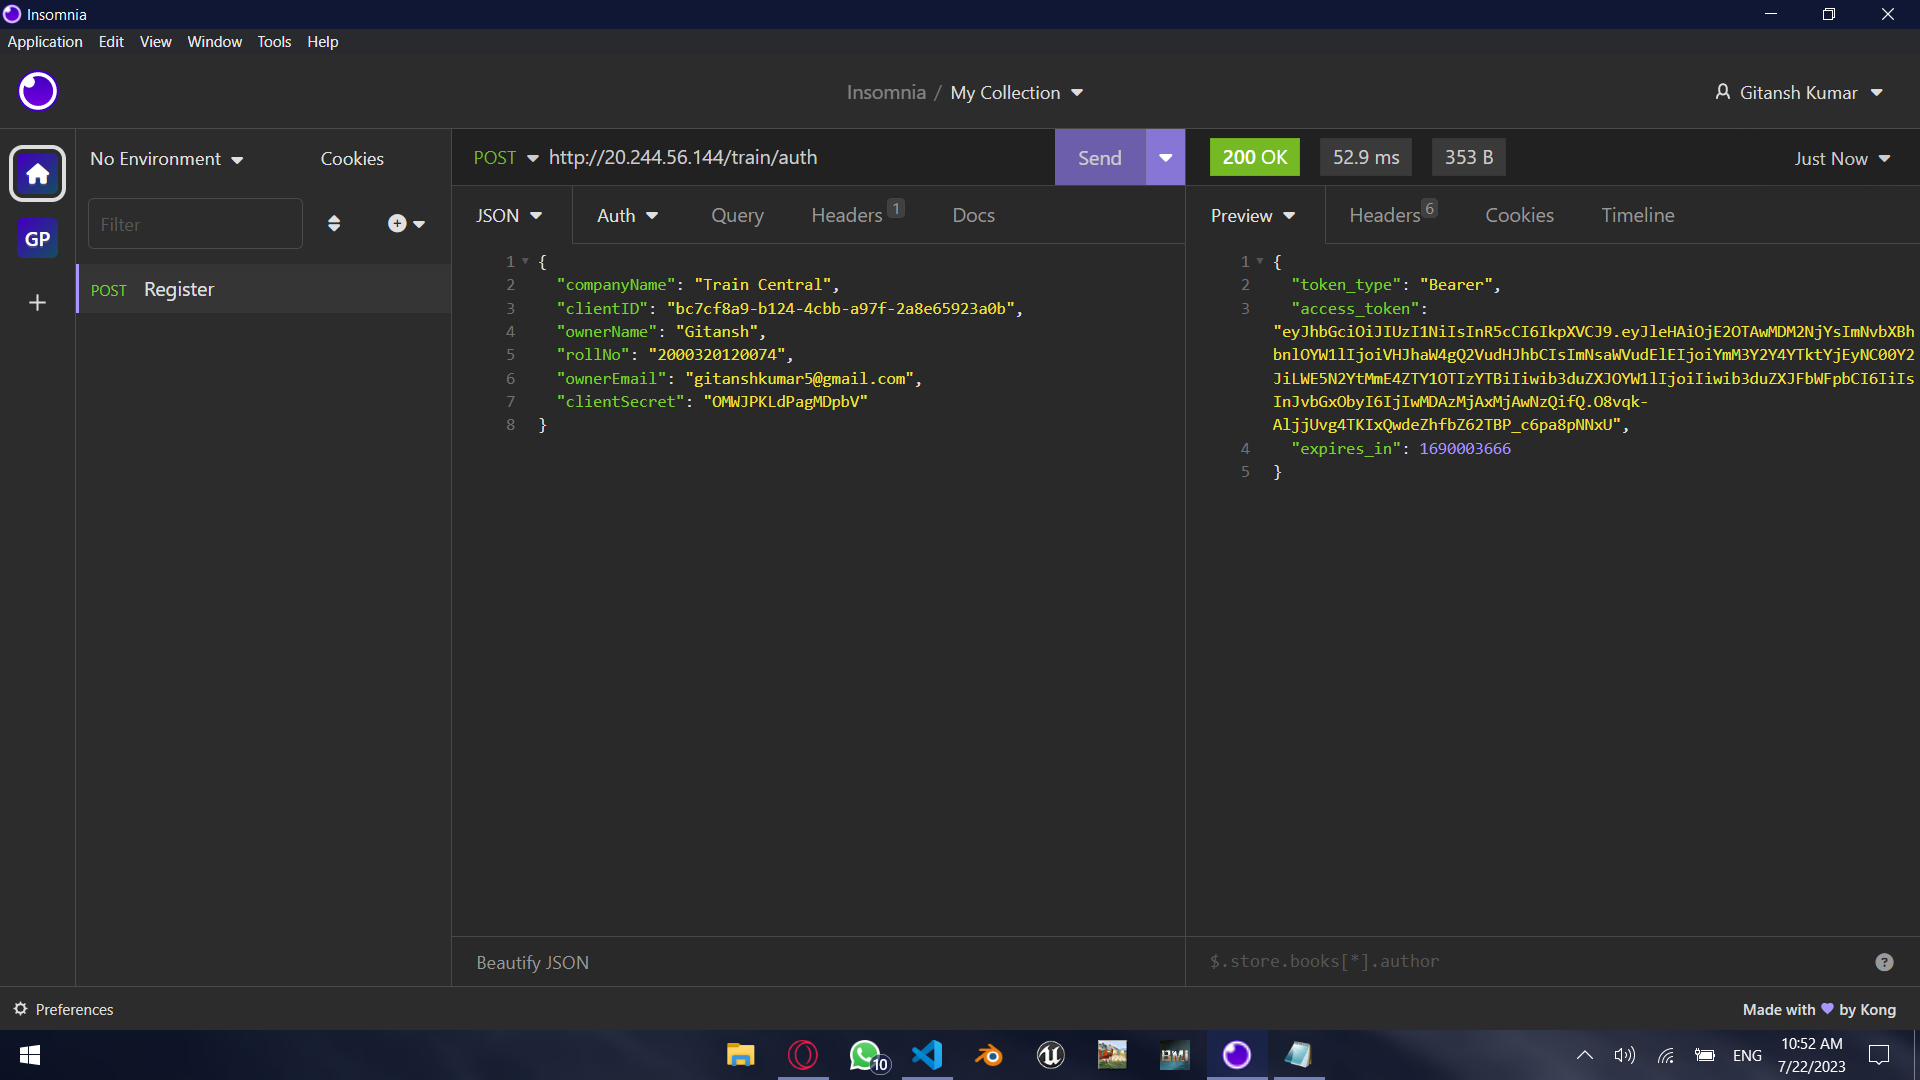 Insomnia
Application Edit View Window Tools Help
Insomnia / My Collection
Gitansh Kumar
No Environment Cookies
POST http://20.244.56.144/train/auth Send
200 OK 52.9 ms 353 B Just Now
Filter
JSON Auth Query Headers 1 Docs
Preview Headers 6 Cookies Timeline
GP
POST Register
1 {
2 "companyName": "Train Central",
3 "clientID": "bc7cf8a9-b124-4cbb-a97f-2a8e65923a0b",
4 "ownerName": "Gitansh",
5 "rollNo": "2000320120074",
6 "ownerEmail": "gitanshkumar5@gmail.com",
7 "clientSecret": "OMWJPKLdPagMDpbV"
8 }
1 {
2 "token_type": "Bearer",
3 "access_token":
"eyJhbGciOiJIUzI1NiIsInR5cCI6IkpXVCJ9.eyJleHAiOjE2OTAwMDM2NjYsImNvbXBh
bnlOYW1lIjoiVHJhaW4gQ2VudHJhbCIsImNsaWVudElEIjoiYmM3Y2Y4YTktYjEyNC00Y2
JiLWE5N2YtMmE4ZTY1OTIzYTBiIiwib3duZXJOYW1lIjoiIiwib3duZXJFbWFpbCI6IiIs
InJvbGxObyI6IjIwMDAzMjAxMjAwNzQifQ.O8vqk-
AljjUvg4TKIxQwdeZhfbZ62TBP_c6pa8pNNxU",
4 "expires_in": 1690003666
5 }
Beautify JSON
$.store.books[*].author
Preferences
Made with by Kong
10
BMI
ENG
10:52 AM
7/22/2023